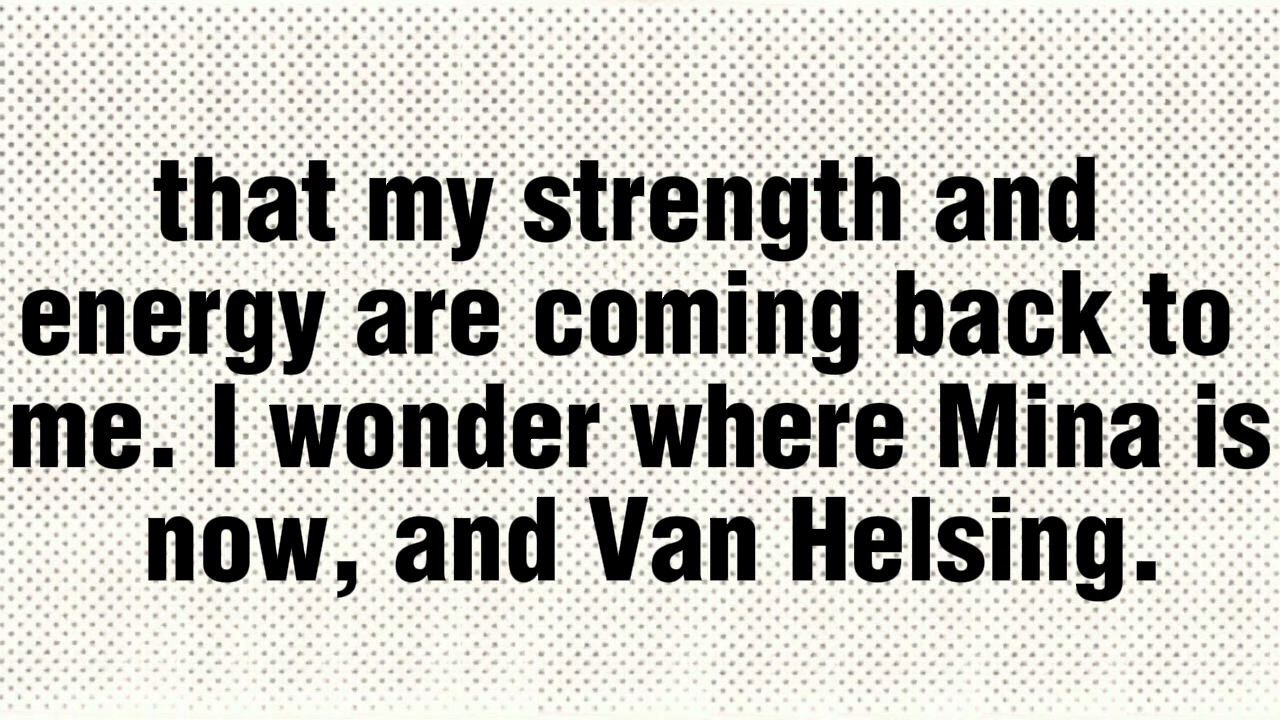 that my strength and
energy are coming back to
me. I wonder where Mina is
now, and Van Helsing.